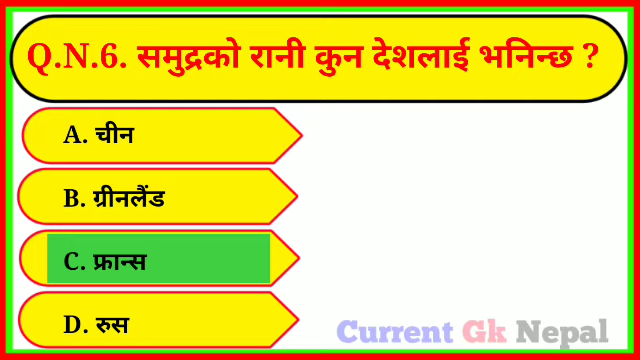 Q.N.6. समुद्रको रानी कुन देशलाई भनिन्छ ?
A. चीन
B. ग्रीनलैंड
C. फ्रान्स
D. रुस
Current Gk Nepal